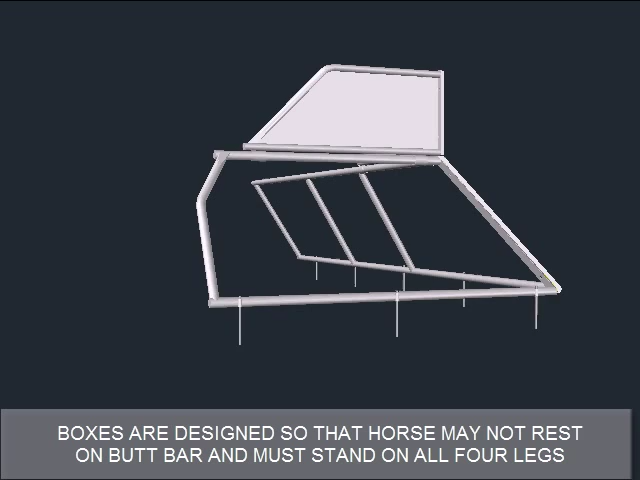 BOXES ARE DESIGNED SO THAT HORSE MAY NOT REST
ON BUTT BAR AND MUST STAND ON ALL FOUR LEGS